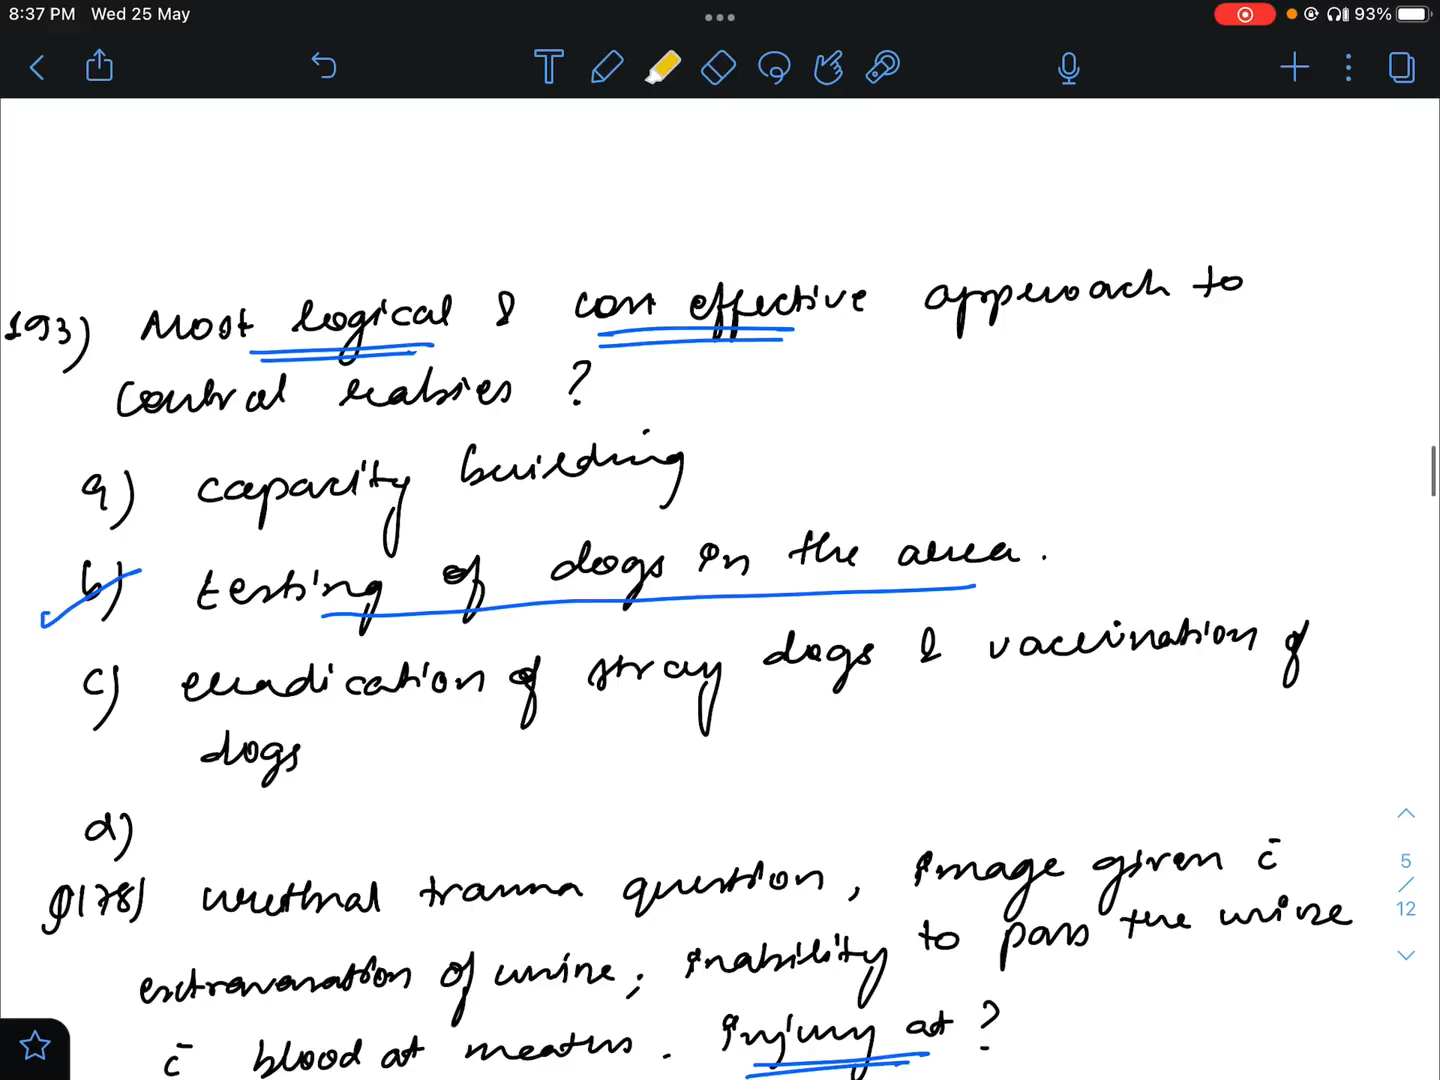 8:37 PM Wed 25 May
93%
193) Most logical & cost effective approach to
control rabies ?
a) capacity building
b) testing of dogs in the area.
c) eradication of stray dogs & vaccination of
dogs
d)
Q178) urethral trauma question, image given c̄
extravasation of urine; inability to pass the urine
c̄ blood at meatus. Injury at ?
5
/
12